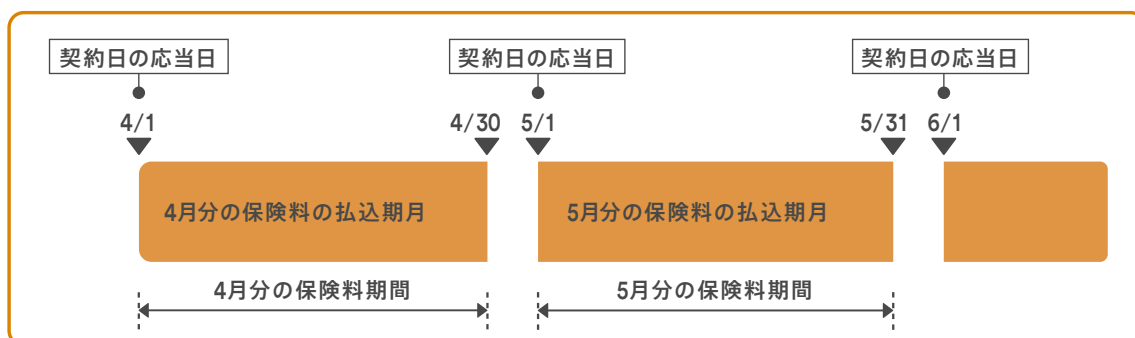 契約日の応当日 契約日の応当日 契約日の応当日
4/1 4/30 5/1 5/31 6/1
4月分の保険料の払込期月 5月分の保険料の払込期月
4月分の保険料期間 5月分の保険料期間